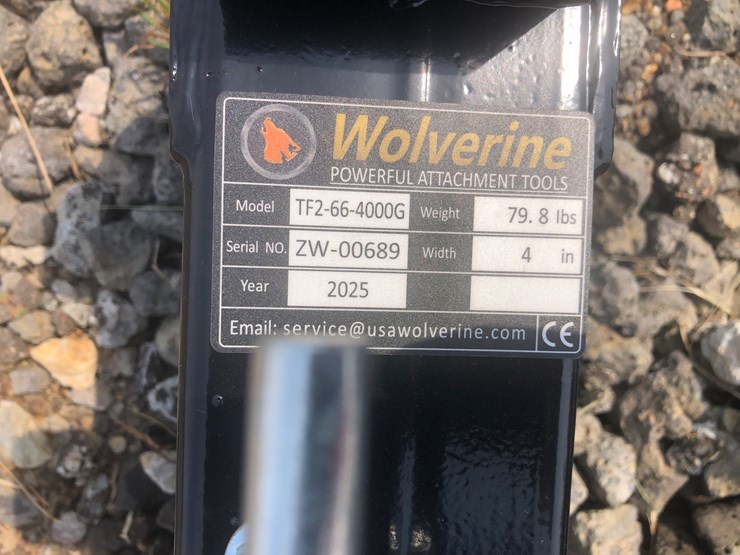 Wolverine
POWERFUL ATTACHMENT TOOLS
Model TF2-66-4000G Weight 79.8 lbs
Serial NO. ZW-00689 Width 4 in
Year 2025
Email: service@usawolverine.com CE